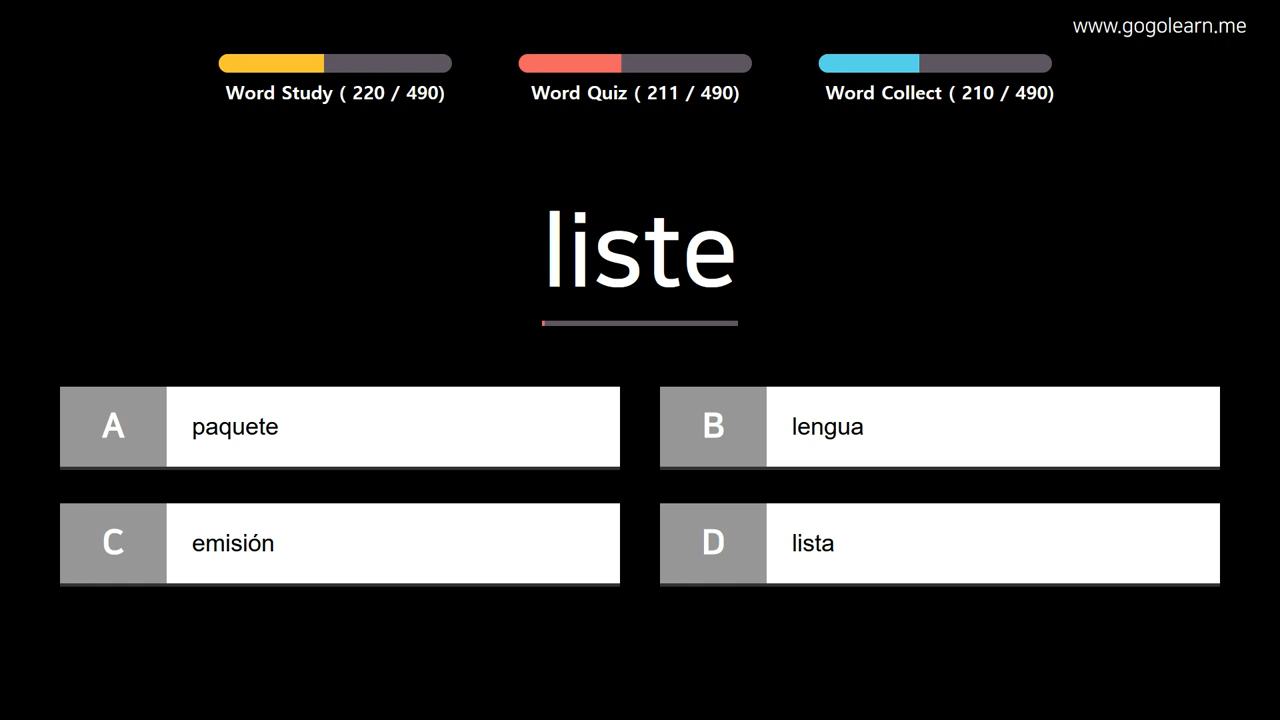 www.gogolearn.me
Word Study ( 220 / 490)
Word Quiz ( 211 / 490)
Word Collect ( 210 / 490)
liste
A paquete
B lengua
C emisión
D lista